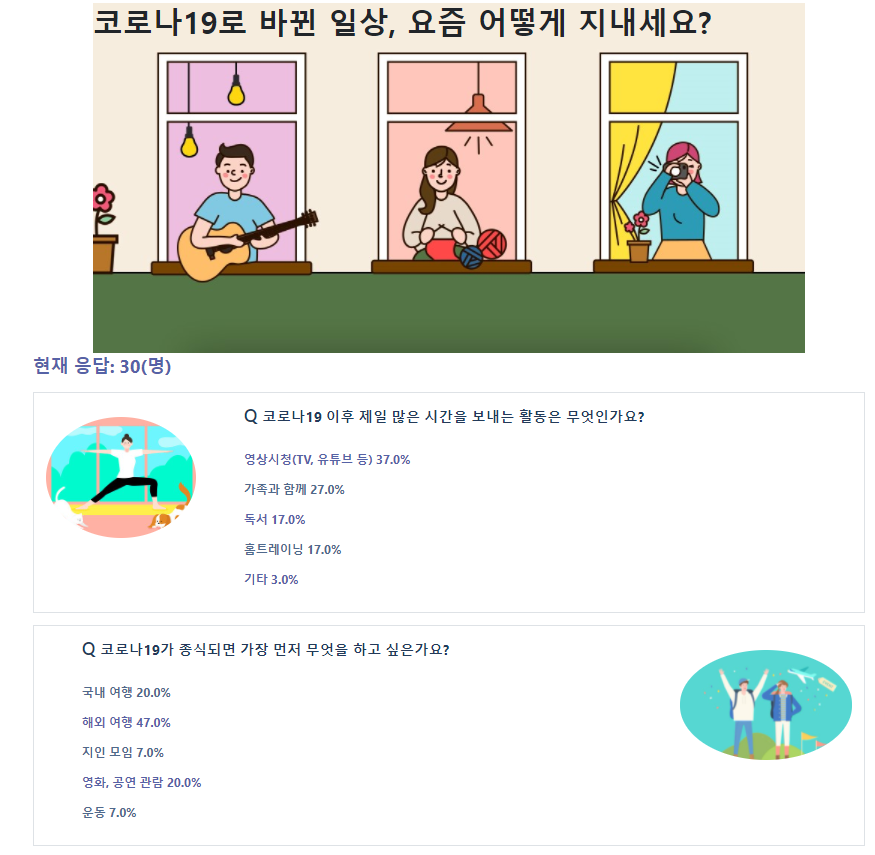 코로나19로 바뀐 일상, 요즘 어떻게 지내세요?
현재 응답: 30(명)
Q 코로나19 이후 제일 많은 시간을 보내는 활동은 무엇인가요?
영상시청(TV, 유튜브 등) 37.0%
가족과 함께 27.0%
독서 17.0%
홈트레이닝 17.0%
기타 3.0%
Q 코로나19가 종식되면 가장 먼저 무엇을 하고 싶은가요?
국내 여행 20.0%
해외 여행 47.0%
지인 모임 7.0%
영화, 공연 관람 20.0%
운동 7.0%